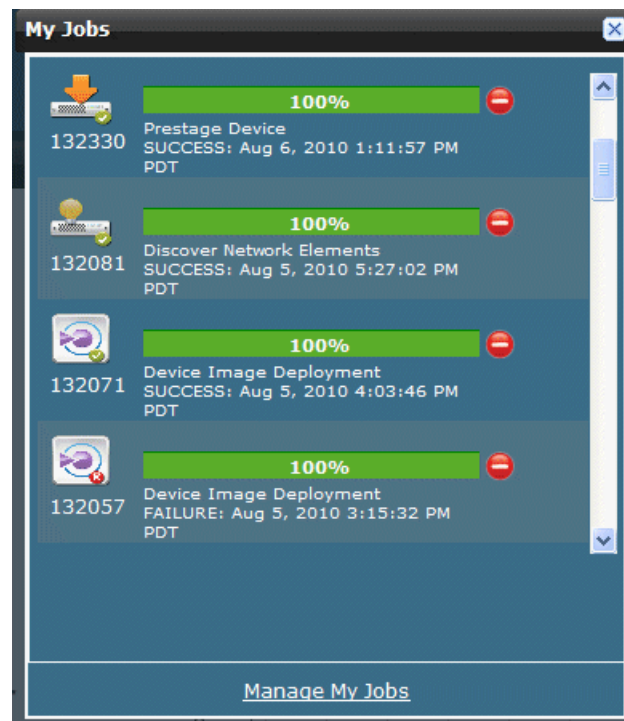 My Jobs
100%
132330
Prestage Device
SUCCESS: Aug 6, 2010 1:11:57 PM
PDT
100%
132081
Discover Network Elements
SUCCESS: Aug 5, 2010 5:27:02 PM
PDT
100%
132071
Device Image Deployment
SUCCESS: Aug 5, 2010 4:03:46 PM
PDT
100%
132057
Device Image Deployment
FAILURE: Aug 5, 2010 3:15:32 PM
PDT
Manage My Jobs